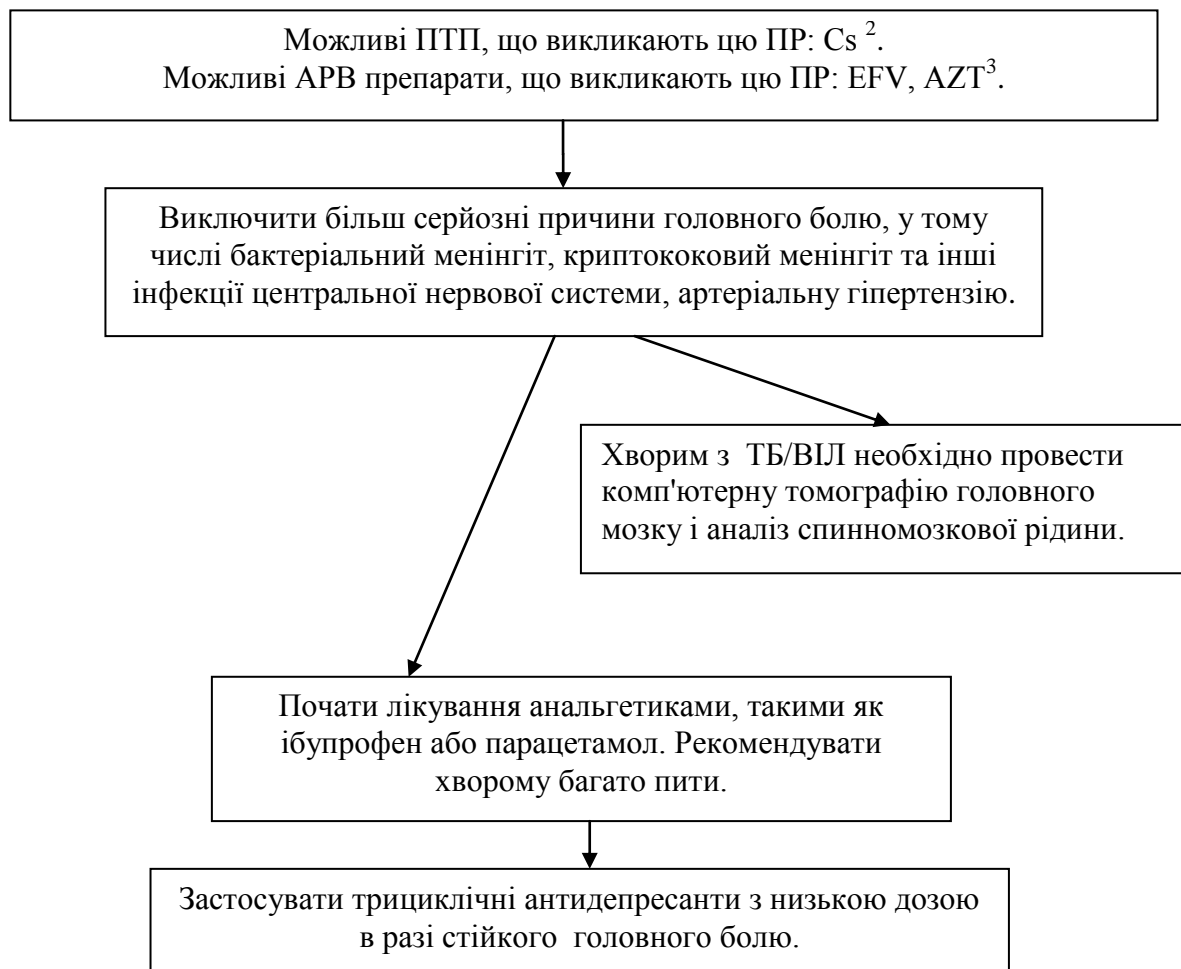 Можливі ПТП, що викликають цю ПР: Cs ².
Можливі АРВ препарати, що викликають цю ПР: EFV, AZT³.
Виключити більш серйозні причини головного болю, у тому
числі бактеріальний менінгіт, криптококовий менінгіт та інші
інфекції центральної нервової системи, артеріальну гіпертензію.
Хворим з ТБ/ВІЛ необхідно провести
комп'ютерну томографію головного
мозку і аналіз спинномозкової рідини.
Почати лікування анальгетиками, такими як
ібупрофен або парацетамол. Рекомендувати
хворому багато пити.
Застосувати трициклічні антидепресанти з низькою дозою
в разі стійкого головного болю.